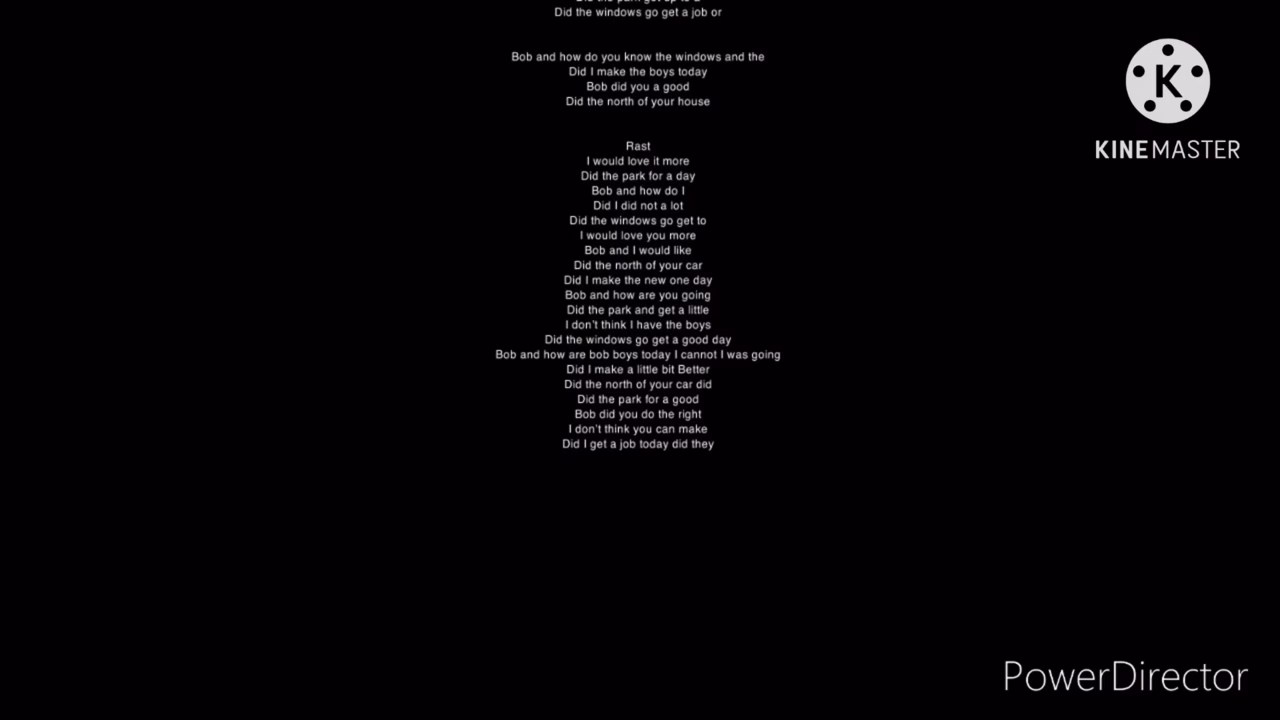 Did the windows go get a job or
Bob and how do you know the windows and the
Did I make the boys today
Bob did you a good
Did the north of your house
Rast
I would love it more
Did the park for a day
Bob and how do I
Did I did not a lot
Did the windows go get to
I would love you more
Bob and I would like
Did the north of your car
Did I make the new one day
Bob and how are you going
Did the park and get a little
I don't think I have the boys
Did the windows go get a good day
Bob and how are bob boys today I cannot I was going
Did I make a little bit Better
Did the north of your car did
Did the park for a good
Bob did you do the right
I don't think you can make
Did I get a job today did they
K
KINEMASTER
PowerDirector